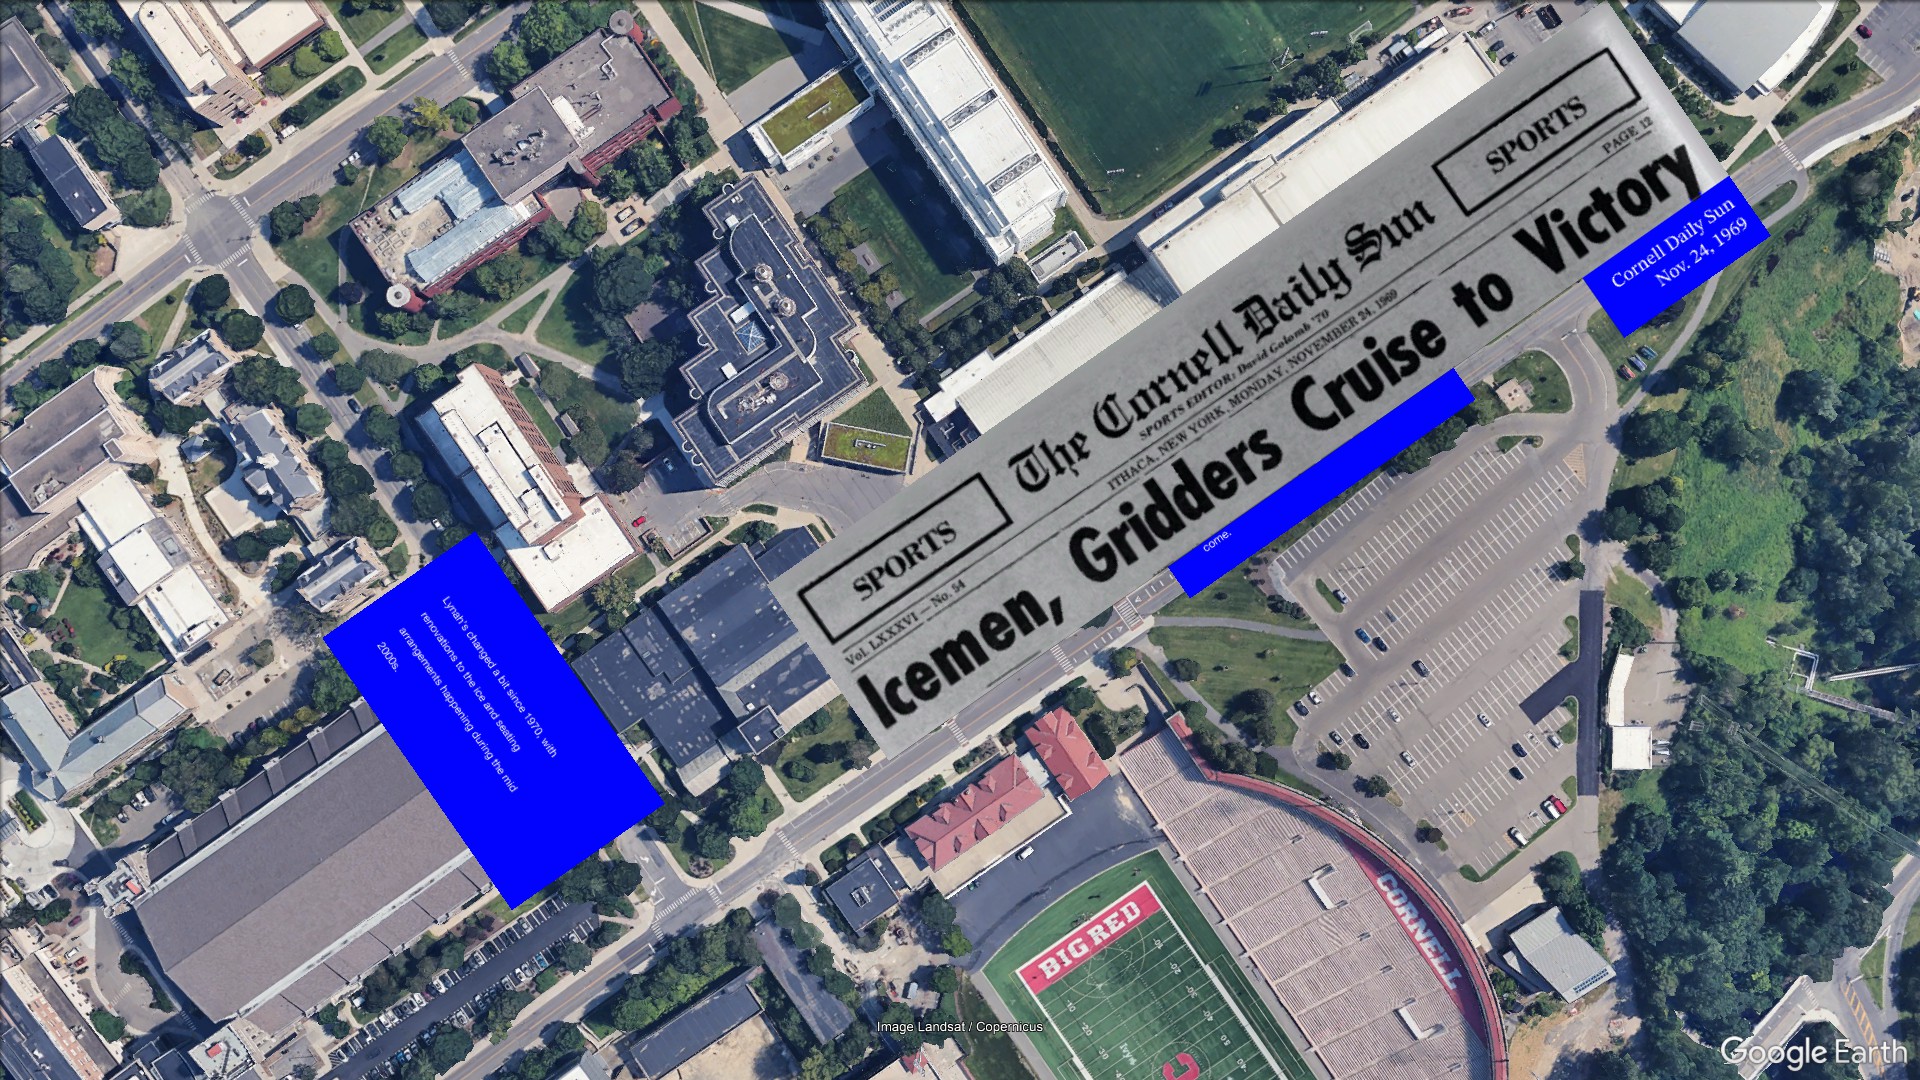 SPORTS
The Cornell Daily Sun
SPORTS
SPORTS EDITOR: David Golomb '70
Vol. LXXXVI — No. 54
ITHACA, NEW YORK, MONDAY, NOVEMBER 24, 1969
PAGE 12
Icemen, Gridders Cruise to Victory
Cornell Daily Sun
Nov. 24, 1969
come.
Lynah's changed a bit since 1970, with
renovations to the ice and seating
arrangements happening during the mid
2000s.
BIG RED
CORNELL
C
Image Landsat / Copernicus
Google Earth